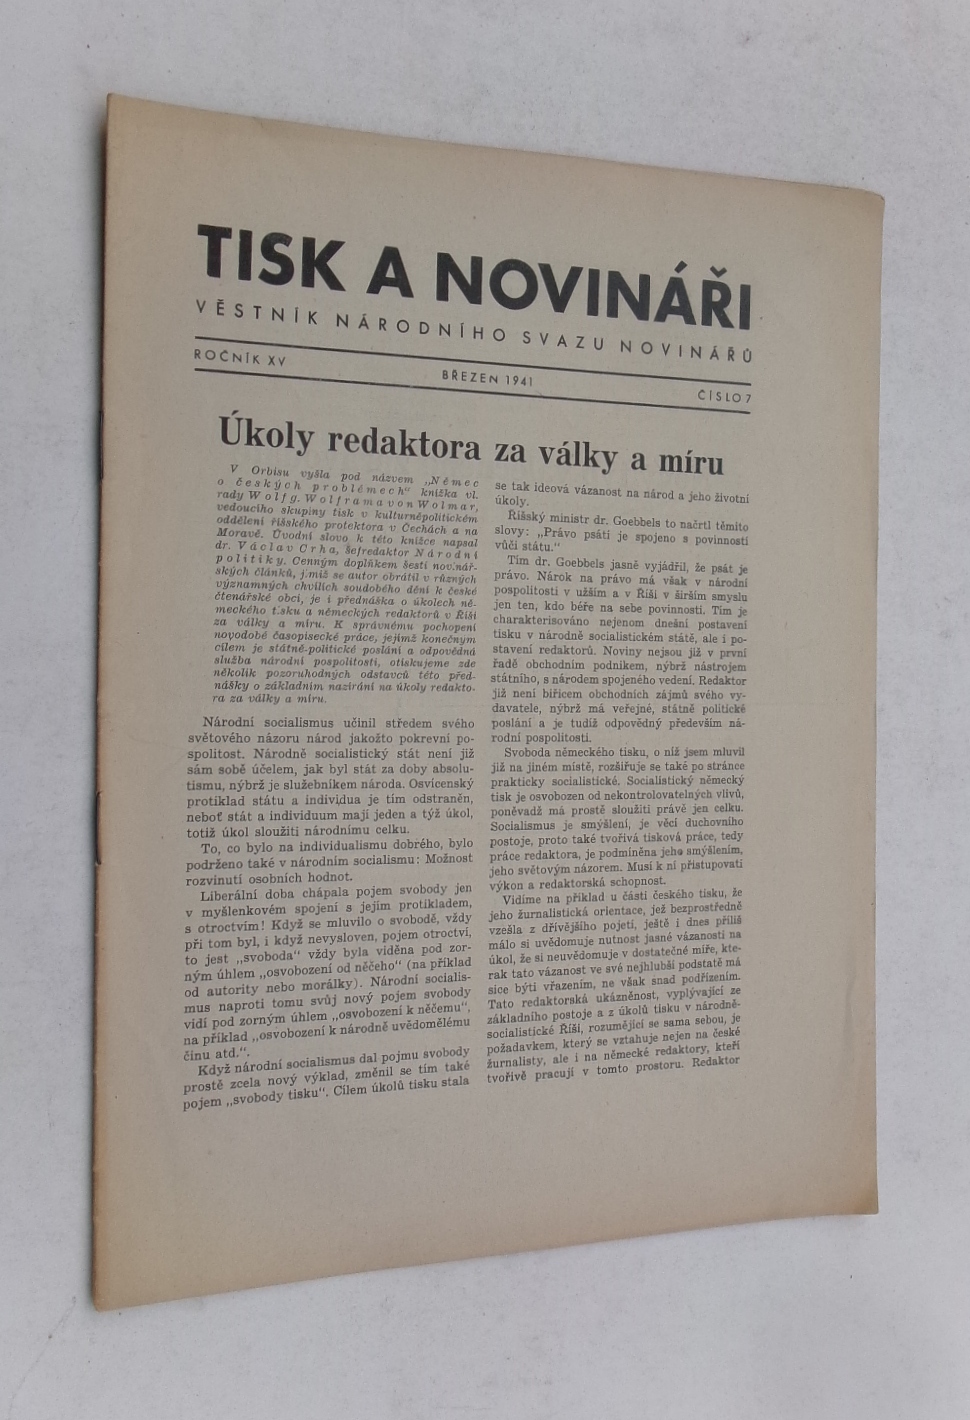 TISK A NOVINÁŘI
VĚSTNÍK NÁRODNÍHO SVAZU NOVINÁŘŮ
ROČNÍK XV
BŘEZEN 1941
ČÍSLO 7
Úkoly redaktora za války a míru
V Orbisu vyšla pod názvem „Němec
o českých problémech“ knížka vl.
rady Wolfg. Wolframa von Wolmar,
vedoucího skupiny tisk v kulturněpolitickém
oddělení říšského protektora v Čechách a na
Moravě. Úvodní slovo k této knížce napsal
dr. Václav Crha, šefredaktor Národní
politiky. Cenným doplňkem šesti novinář-
ských článků, j.miž se autor obrátil v různých
významných chvílích soudobého dění k české
čtenářské obci, je i přednáška o úkolech ně-
meckého t.sku a německých redaktorů v Říši
za války a míru. K správnému pochopení
novodobé časopisecké práce, jejímž konečným
cílem je státně-politické poslání a odpovědná
služba národní pospolitosti, otiskujeme zde
několik pozoruhodných odstavců této před-
nášky o základním nazírání na úkoly redakto-
ra za války a míru.
Národní socialismus učinil středem svého
světového názoru národ jakožto pokrevní po-
spolitost. Národně socialistický stát není již
sám sobě účelem, jak byl stát za doby absolu-
tismu, nýbrž je služebníkem národa. Osvícenský
protiklad státu a individua je tím odstraněn,
neboť stát a individuum mají jeden a týž úkol,
totiž úkol sloužiti národnímu celku.
To, co bylo na individualismu dobrého, bylo
podrženo také v národním socialismu: Možnost
rozvinutí osobních hodnot.
Liberální doba chápala pojem svobody jen
v myšlenkovém spojení s jejím protikladem,
s otroctvím! Když se mluvilo o svobodě, vždy
při tom byl, i když nevysloven, pojem otroctví,
to jest „svoboda“ vždy byla viděna pod zor-
ným úhlem „osvobození od něčeho“ (na příklad
od autority nebo morálky). Národní socialis-
mus naproti tomu svůj nový pojem svobody
vidí pod zorným úhlem „osvobození k něčemu“,
na příklad „osvobození k národně uvědomělému
činu atd.“.
Když národní socialismus dal pojmu svobody
prostě zcela nový výklad, změnil se tím také
pojem „svobody tisku“. Cílem úkolů tisku stala
se tak ideová vázanost na národ a jeho životní
úkoly.
Říšský ministr dr. Goebbels to načrtl těmito
slovy: „Právo psáti je spojeno s povinností
vůči státu.“
Tím dr. Goebbels jasně vyjádřil, že psát je
právo. Nárok na právo má však v národní
pospolitosti v užším a v Říši v širším smyslu
jen ten, kdo béře na sebe povinnosti. Tím je
charakterisováno nejenom dnešní postavení
tisku v národně socialistickém státě, ale i po-
stavení redaktorů. Noviny nejsou již v první
řadě obchodním podnikem, nýbrž nástrojem
státního, s národem spojeného vedení. Redaktor
již není biřicem obchodních zájmů svého vy-
davatele, nýbrž má veřejné, státně politické
poslání a je tudíž odpovědný především ná-
rodní pospolitosti.
Svoboda německého tisku, o níž jsem mluvil
již na jiném místě, rozšiřuje se také po stránce
prakticky socialistické. Socialistický německý
tisk je osvobozen od nekontrolovatelných vlivů,
poněvadž má prostě sloužiti právě jen celku.
Socialismus je smýšlení, je věcí duchovního
postoje, proto také tvořivá tisková práce, tedy
práce redaktora, je podmíněna jeho smýšlením,
jeho světovým názorem. Musí k ní přistupovati
výkon a redaktorská schopnost.
Vidíme na příklad u části českého tisku, že
jeho žurnalistická orientace, jež bezprostředně
vzešla z dřívějšího pojetí, ještě i dnes příliš
málo si uvědomuje nutnost jasné vázanosti na
úkol, že si neuvědomuje v dostatečné míře, kte-
rak tato vázanost ve své nejhlubší podstatě má
sice býti vřazením, ne však snad podřízením.
Tato redaktorská ukázněnost, vyplývající ze
základního postoje a z úkolů tisku v národně-
socialistické Říši, rozumějící se sama sebou, je
požadavkem, který se vztahuje nejen na české
žurnalisty, ale i na německé redaktory, kteří
tvořivě pracují v tomto prostoru. Redaktor